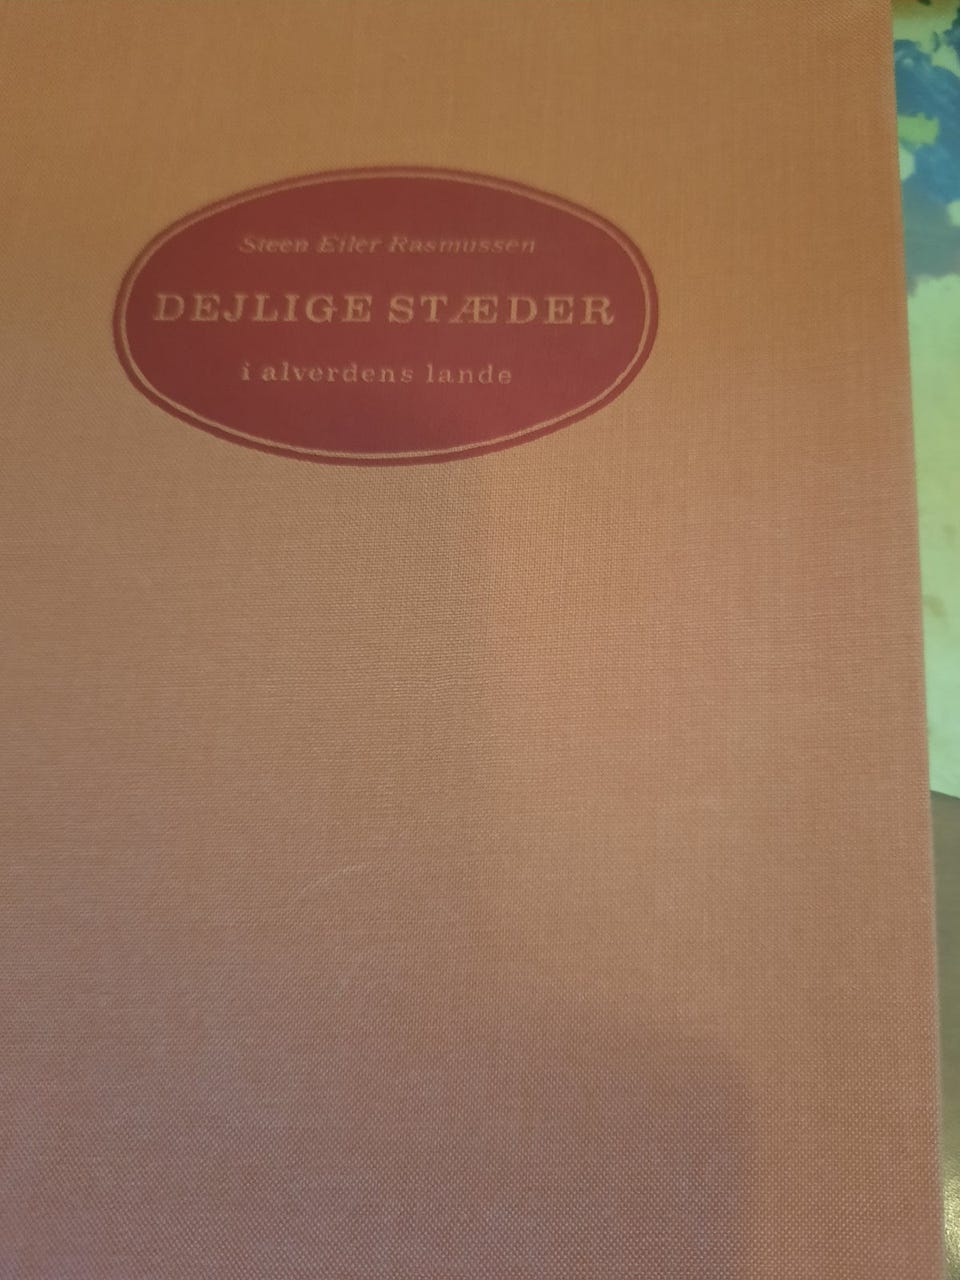 Steen Eiler Rasmussen
DEJLIGE STÆDER
i alverdens lande